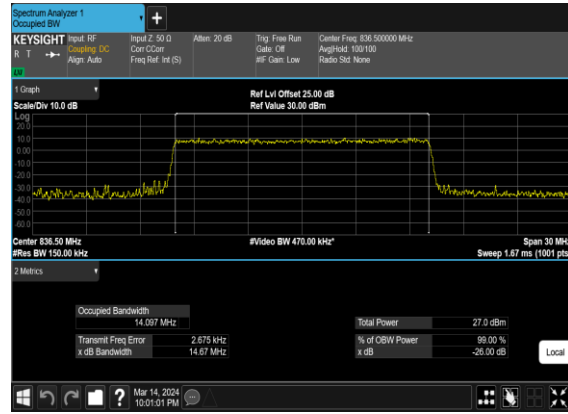 Spectrum Analyzer 1
Occupied BW
+
KEYSIGHT Input: RF Input Z: 50 Ω Atten: 20 dB Trig: Free Run Center Freq: 836.500000 MHz
R T Coupling: DC Corr CCorr Gate: Off Avg|Hold: 100/100
Align: Auto Freq Ref: Int (S) #IF Gain: Low Radio Std: None
LW
1 Graph
Ref Lvl Offset 25.00 dB
Scale/Div 10.0 dB Ref Value 30.00 dBm
Log
20.0
10.0
0.00
-10.0
-20.0
-30.0
-40.0
-50.0
-60.0
Center 836.50 MHz #Video BW 470.00 kHz* Span 30 MHz
#Res BW 150.00 kHz Sweep 1.67 ms (1001 pts
2 Metrics
Occupied Bandwidth
14.097 MHz Total Power 27.0 dBm
Transmit Freq Error 2.675 kHz % of OBW Power 99.00 %
x dB Bandwidth 14.67 MHz x dB -26.00 dB
Local
? Mar 14, 2024
10:01:01 PM